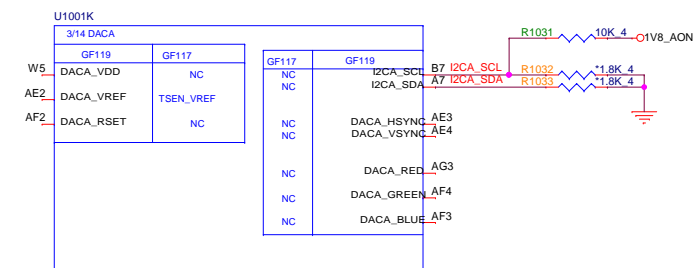 U1001K
3/14 DACA
R1031 10K_4 1V8_AON
GF119 GF117 GF117 GF119
W5 DACA_VDD NC NC I2CA_SCL B7 I2CA_SCL R1032 *1.8K_4
NC I2CA_SDA A7 I2CA_SDA R1033 *1.8K_4
AE2 DACA_VREF TSEN_VREF
AF2 DACA_RSET NC NC DACA_HSYNC AE3
NC DACA_VSYNC AE4
NC DACA_RED AG3
NC DACA_GREEN AF4
NC DACA_BLUE AF3